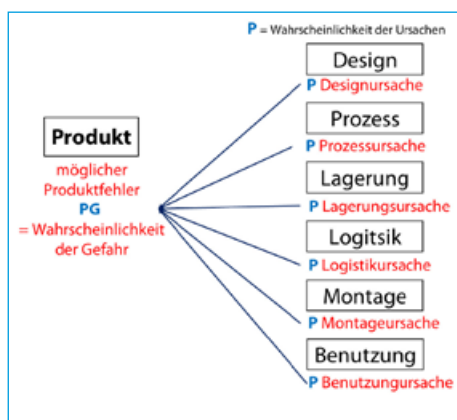 P = Wahrscheinlichkeit der Ursachen
Design
P Designursache
Prozess
P Prozessursache
Lagerung
P Lagerungsursache
Logitsik
P Logistikursache
Montage
P Montageursache
Benutzung
P Benutzungursache
Produkt
möglicher
Produktfehler
PG
= Wahrscheinlichkeit
der Gefahr